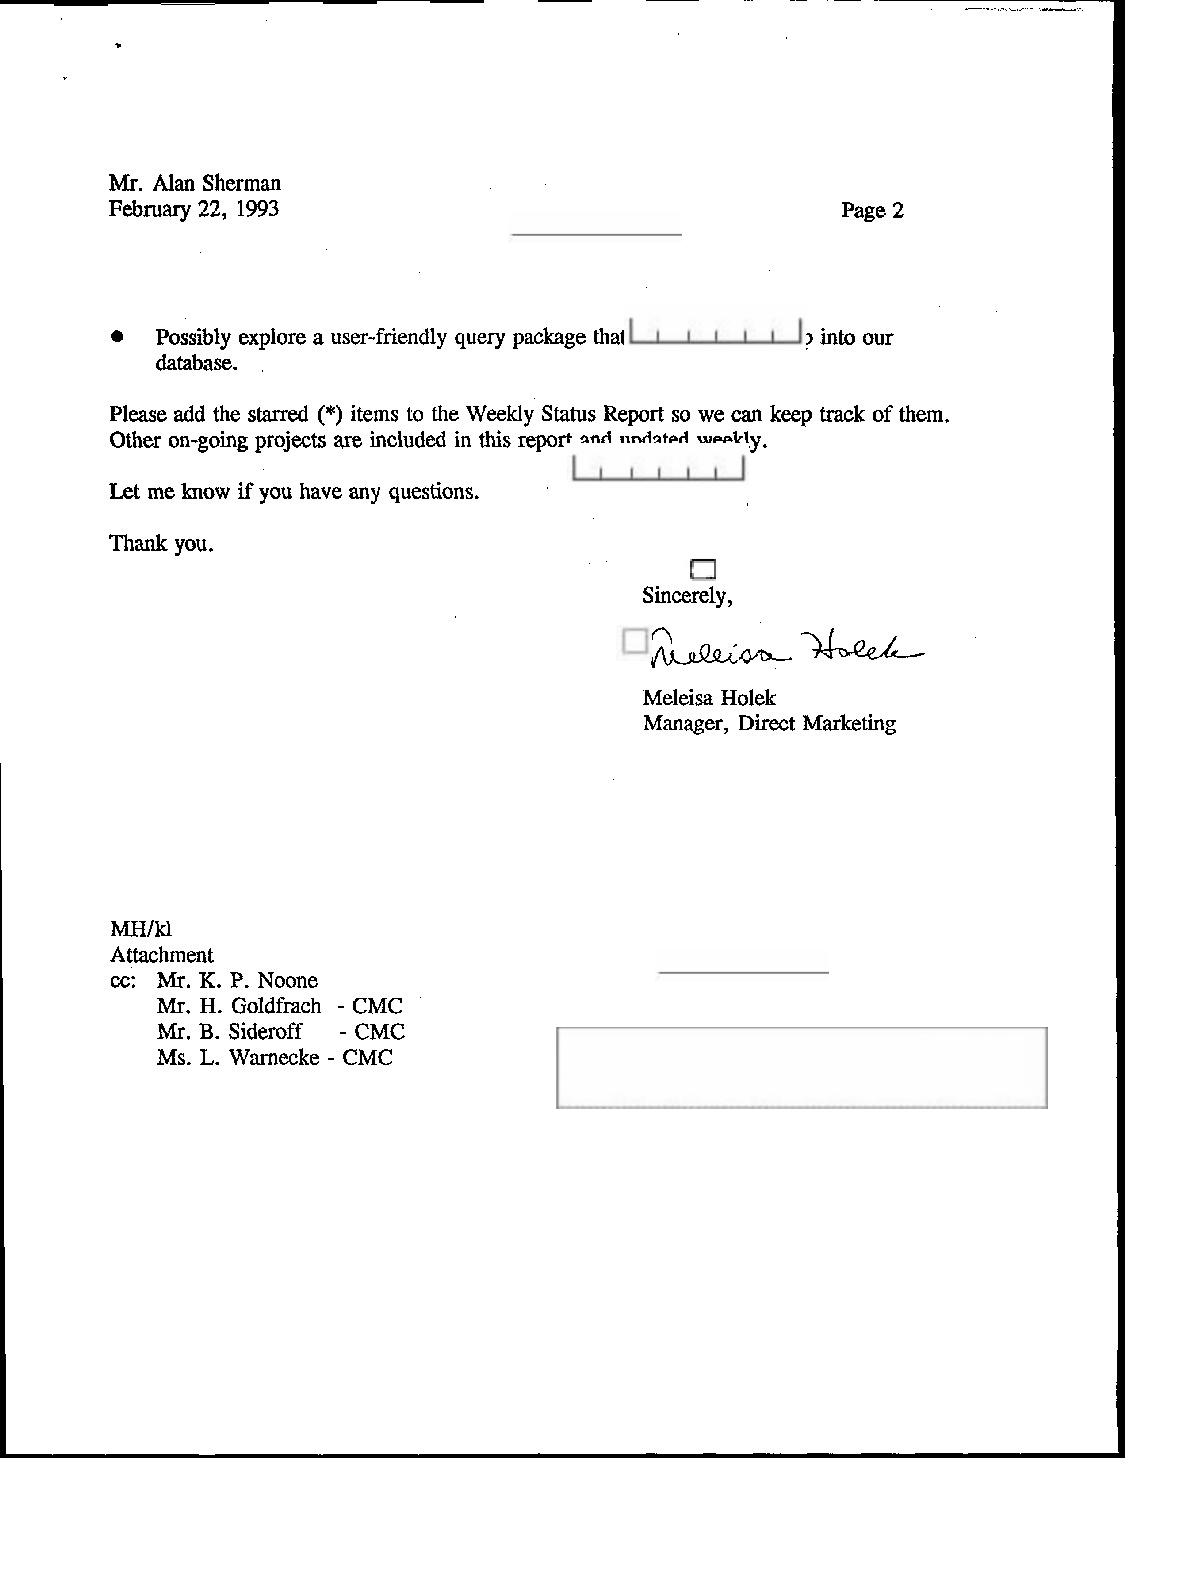 Mr. Alan Sherman
February 22, 1993
Page 2
● Possibly explore a user-friendly query package that into our
database.
Please add the starred (*) items to the Weekly Status Report so we can keep track of them.
Other on-going projects are included in this report and updated weekly.
Let me know if you have any questions.
Thank you.
Sincerely,
Meleisa Holek
Meleisa Holek
Manager, Direct Marketing
MH/kl
Attachment
cc: Mr. K. P. Noone
Mr. H. Goldfrach - CMC
Mr. B. Sideroff - CMC
Ms. L. Warnecke - CMC